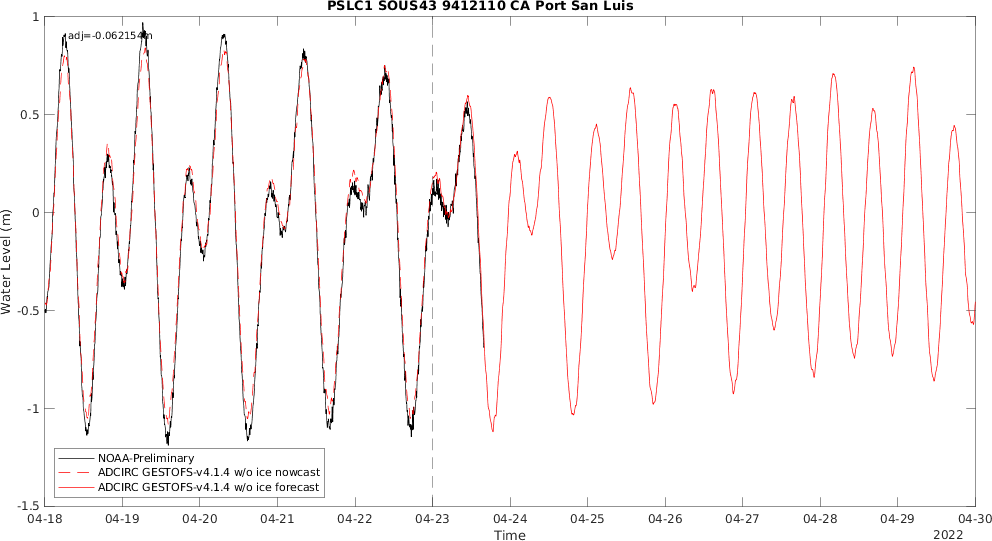 PSLC1 SOUS43 9412110 CA Port San Luis
adj=-0.062154m
1
0.5
0
-0.5
-1
-1.5
Water Level (m)
NOAA-Preliminary
ADCIRC GESTOFS-v4.1.4 w/o ice nowcast
ADCIRC GESTOFS-v4.1.4 w/o ice forecast
04-18 04-19 04-20 04-21 04-22 04-23 04-24 04-25 04-26 04-27 04-28 04-29 04-30
Time
2022